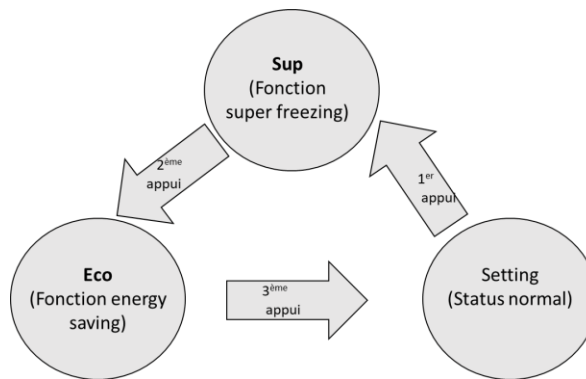 Sup
(Fonction
super freezing)
2ème
appui
1er
appui
Eco
(Fonction energy
saving)
3ème
appui
Setting
(Status normal)